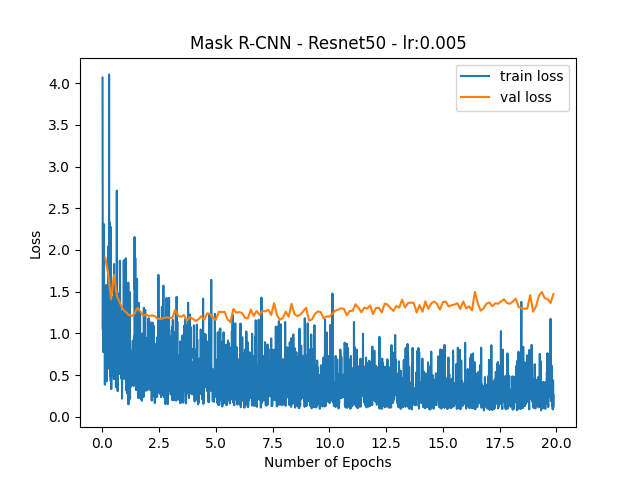 Mask R-CNN - Resnet50 - lr:0.005
train loss
val loss
4.0
3.5
3.0
2.5
2.0
1.5
1.0
0.5
0.0
Loss
0.0 2.5 5.0 7.5 10.0 12.5 15.0 17.5 20.0
Number of Epochs